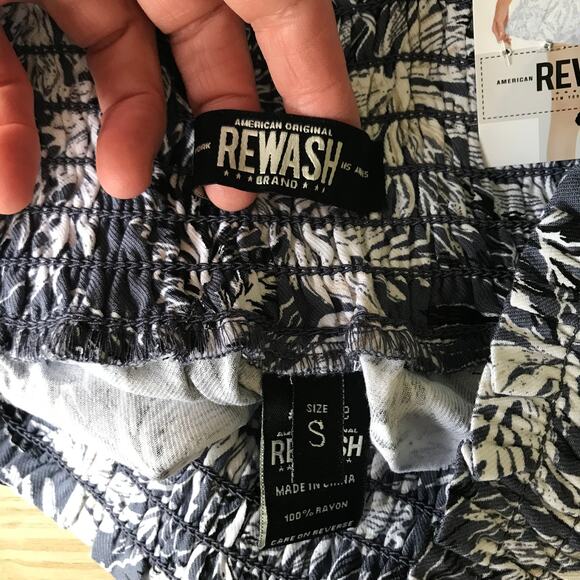 AMERICAN ORIGINAL
REWASH
BRAND
AMERICAN
REW
SIZE
S
MADE IN CHINA
100% RAYON
CARE ON REVERSE